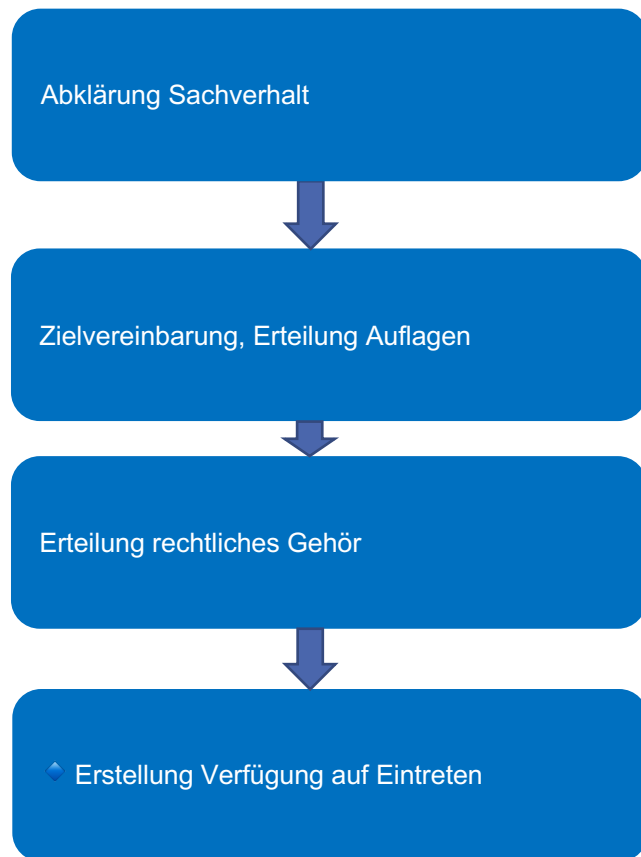 Abklärung Sachverhalt
Zielvereinbarung, Erteilung Auflagen
Erteilung rechtliches Gehör
Erstellung Verfügung auf Eintreten